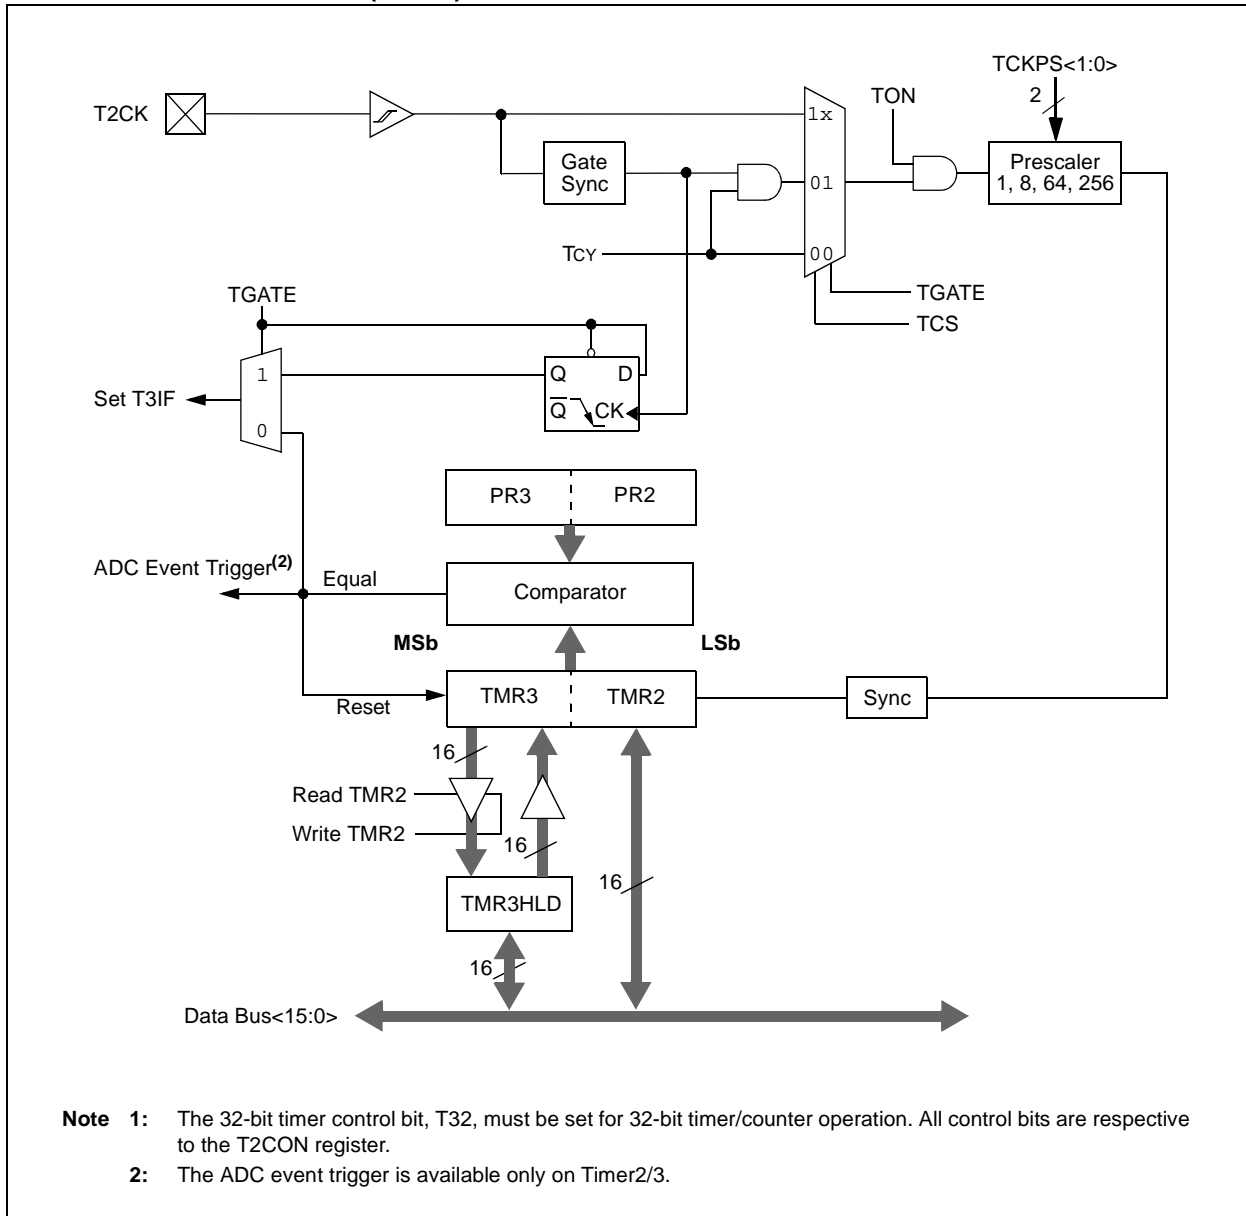 TCKPS<1:0>
2
TON
T2CK
1x
Gate
Sync
Prescaler
1, 8, 64, 256
01
TCY
00
TGATE
TCS
TGATE
1
Q
D
Set T3IF
Q
CK
0
PR3
PR2
ADC Event Trigger(2)
Equal
Comparator
MSb
LSb
TMR3
TMR2
Sync
Reset
16
Read TMR2
Write TMR2
16
16
TMR3HLD
16
Data Bus<15:0>
Note 1: The 32-bit timer control bit, T32, must be set for 32-bit timer/counter operation. All control bits are respective
to the T2CON register.
2: The ADC event trigger is available only on Timer2/3.